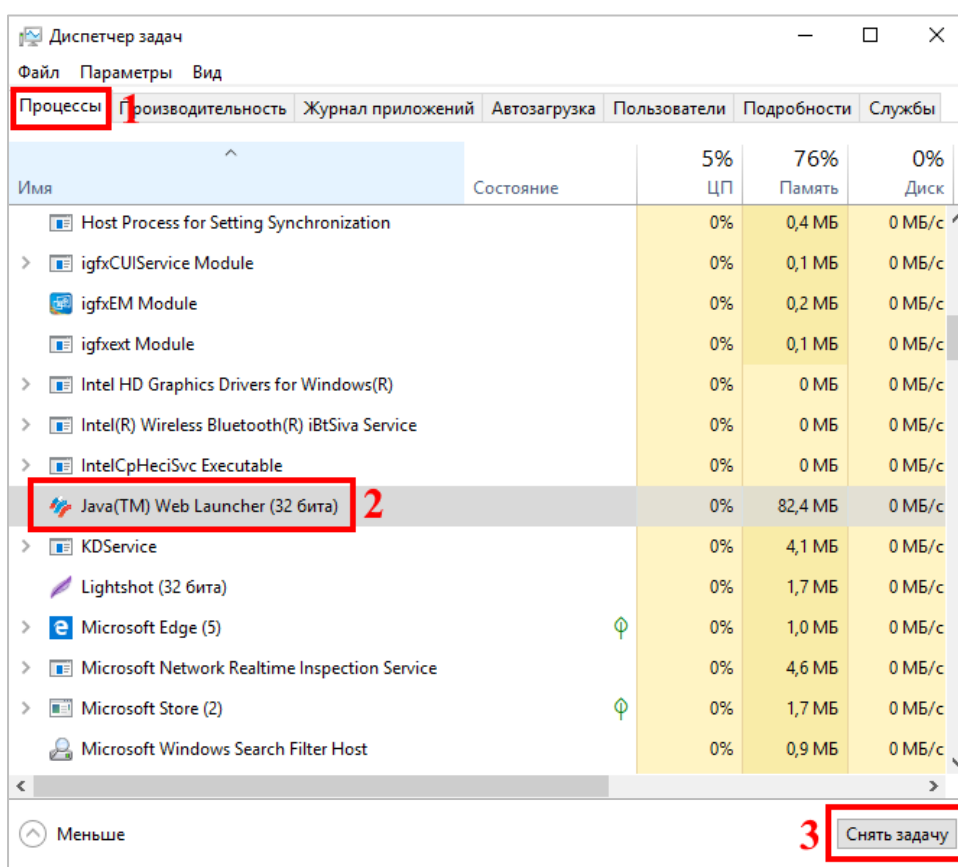 Диспетчер задач
Файл Параметры Вид
Процессы 1 Производительность Журнал приложений Автозагрузка Пользователи Подробности Службы
5% 76% 0%
Имя Состояние ЦП Память Диск
Host Process for Setting Synchronization 0% 0,4 МБ 0 МБ/с
igfxCUIService Module 0% 0,1 МБ 0 МБ/с
igfxEM Module 0% 0,2 МБ 0 МБ/с
igfxext Module 0% 0,1 МБ 0 МБ/с
Intel HD Graphics Drivers for Windows(R) 0% 0 МБ 0 МБ/с
Intel(R) Wireless Bluetooth(R) iBtSiva Service 0% 0 МБ 0 МБ/с
IntelCpHeciSvc Executable 0% 0 МБ 0 МБ/с
Java(TM) Web Launcher (32 бита) 2 0% 82,4 МБ 0 МБ/с
KDService 0% 4,1 МБ 0 МБ/с
Lightshot (32 бита) 0% 1,7 МБ 0 МБ/с
Microsoft Edge (5) 0% 1,0 МБ 0 МБ/с
Microsoft Network Realtime Inspection Service 0% 4,6 МБ 0 МБ/с
Microsoft Store (2) 0% 1,7 МБ 0 МБ/с
Microsoft Windows Search Filter Host 0% 0,9 МБ 0 МБ/с
Меньше 3 Снять задачу